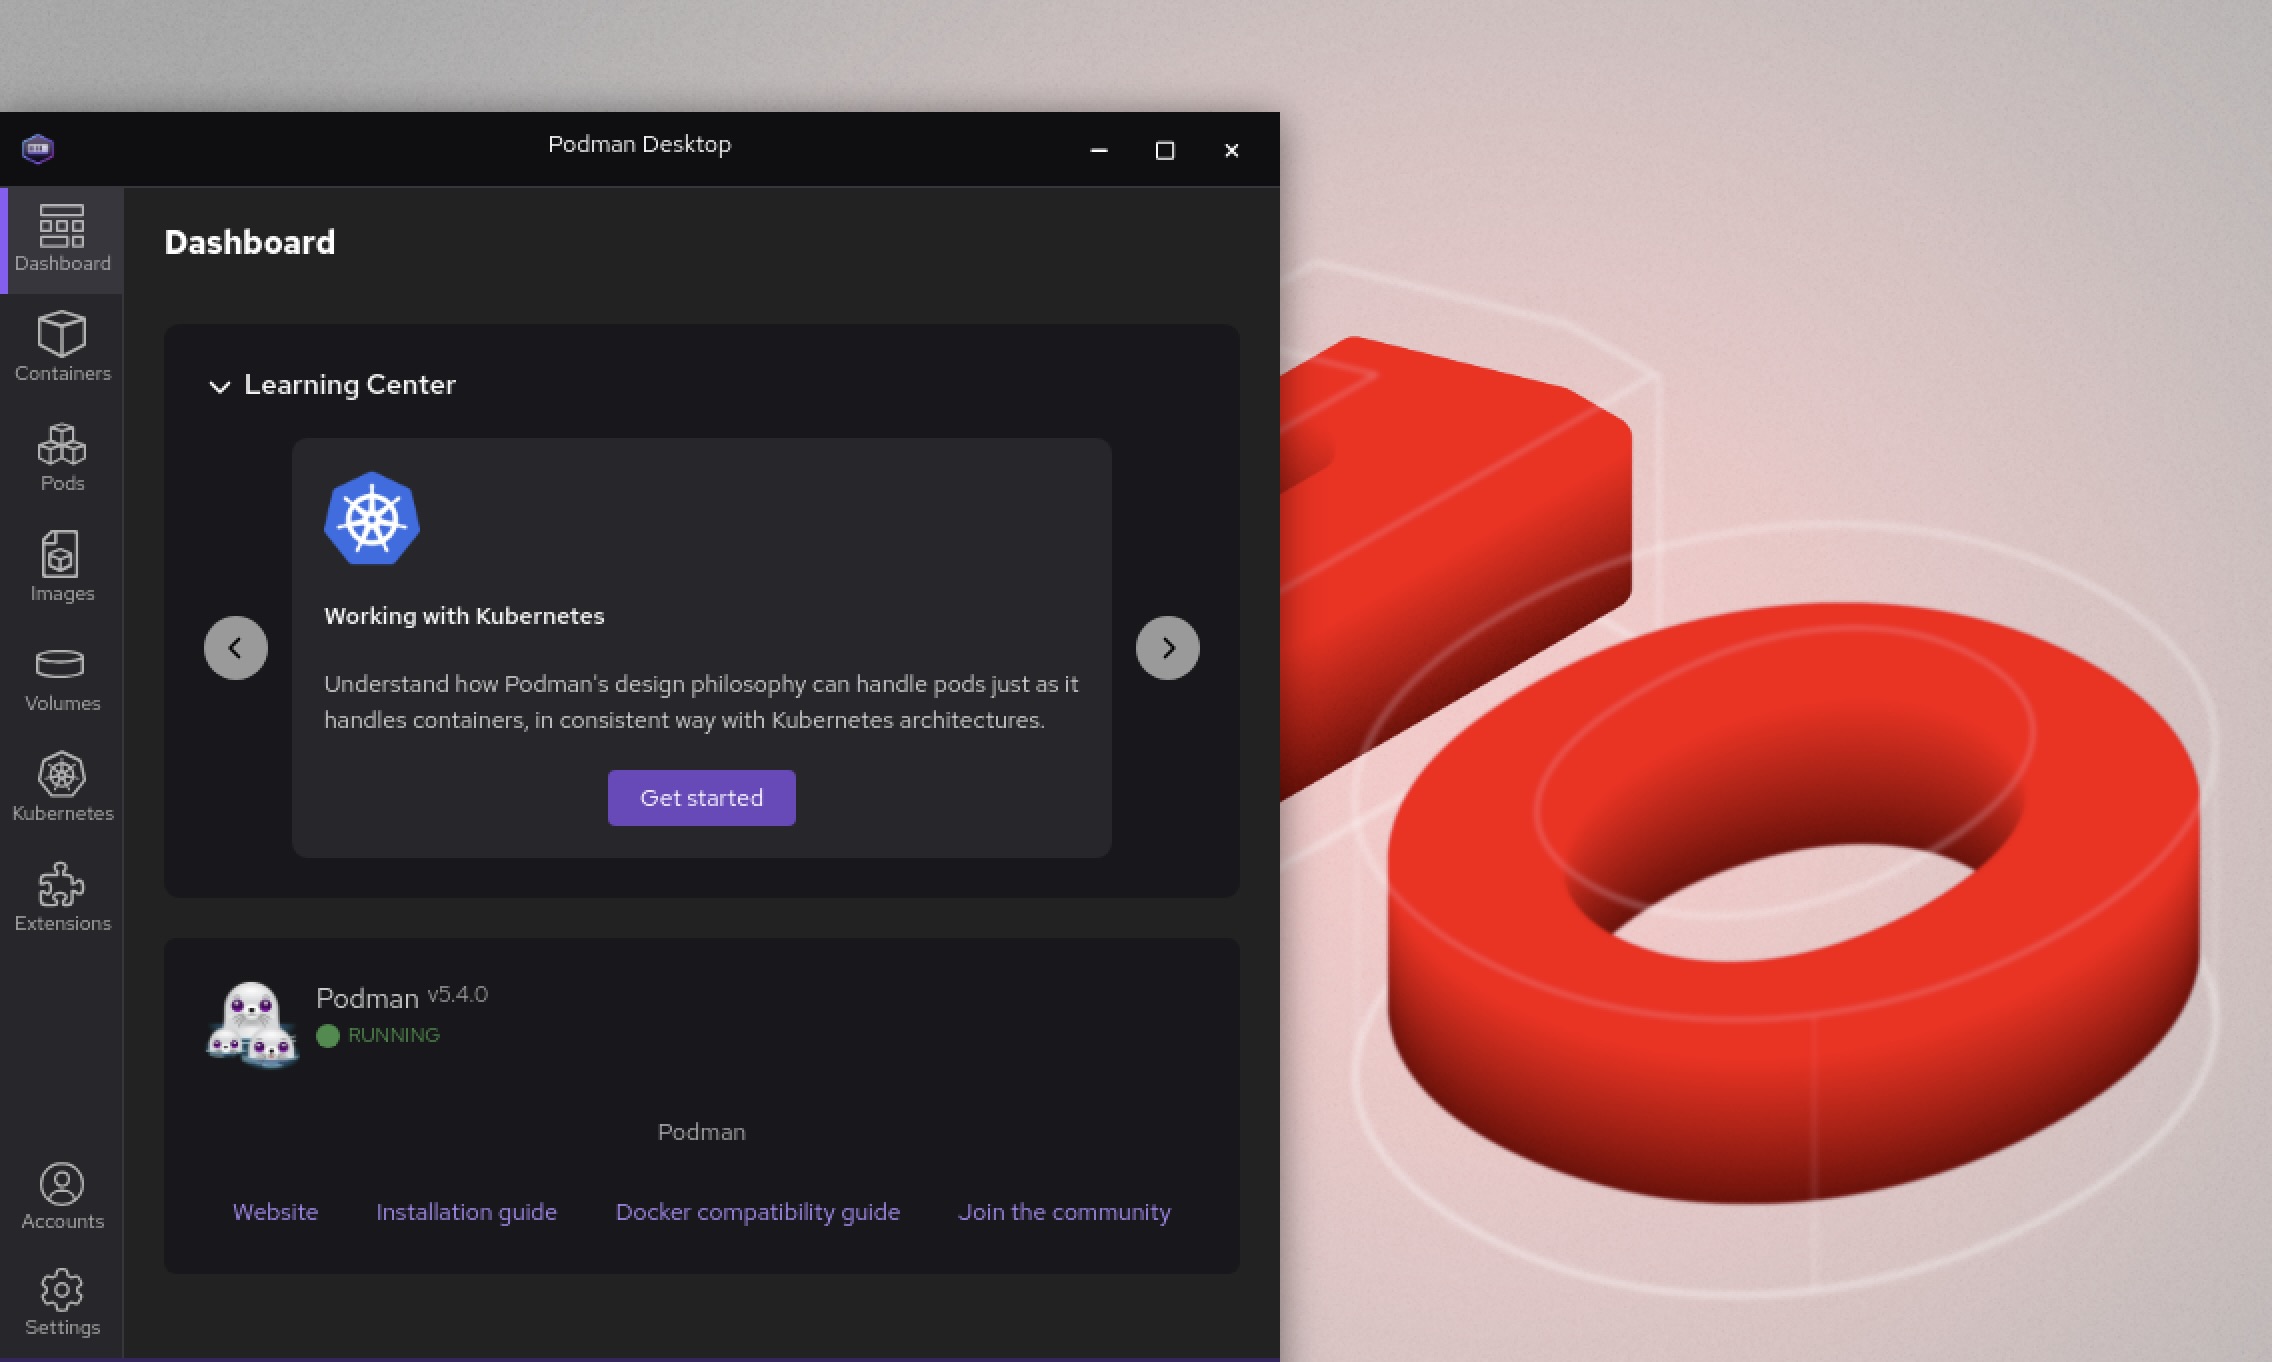 Podman Desktop
Dashboard
Containers
Pods
Images
Volumes
Kubernetes
Extensions
Accounts
Settings
Dashboard
Learning Center
Working with Kubernetes
Understand how Podman's design philosophy can handle pods just as it
handles containers, in consistent way with Kubernetes architectures.
Get started
Podman v5.4.0
RUNNING
Podman
Website Installation guide Docker compatibility guide Join the community